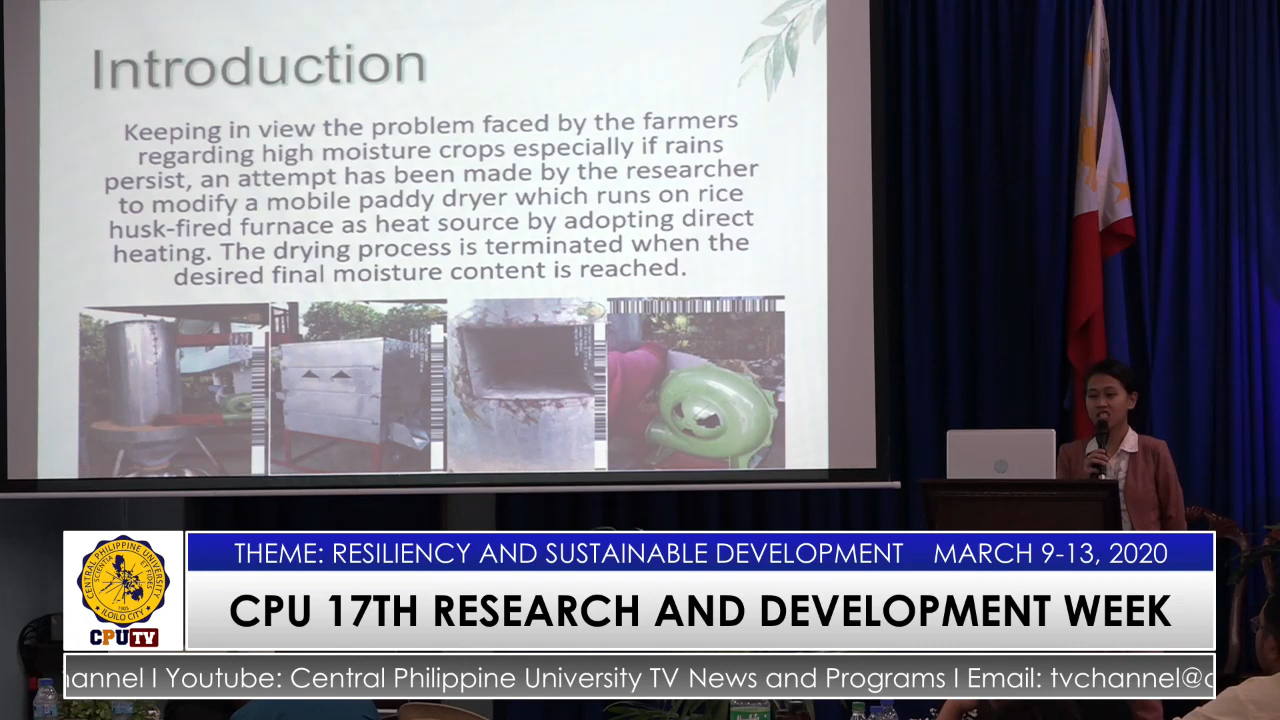 Introduction
Keeping in view the problem faced by the farmers
regarding high moisture crops especially if rains
persist, an attempt has been made by the researcher
to modify a mobile paddy dryer which runs on rice
husk-fired furnace as heat source by adopting direct
heating. The drying process is terminated when the
desired final moisture content is reached.
THEME: RESILIENCY AND SUSTAINABLE DEVELOPMENT MARCH 9-13, 2020
CPU 17TH RESEARCH AND DEVELOPMENT WEEK
CENTRAL PHILIPPINE UNIVERSITY
SCIENTIA ET FIDES
1905
ILOILO CITY
CPUTV
hannel I Youtube: Central Philippine University TV News and Programs I Email: tvchannel@c